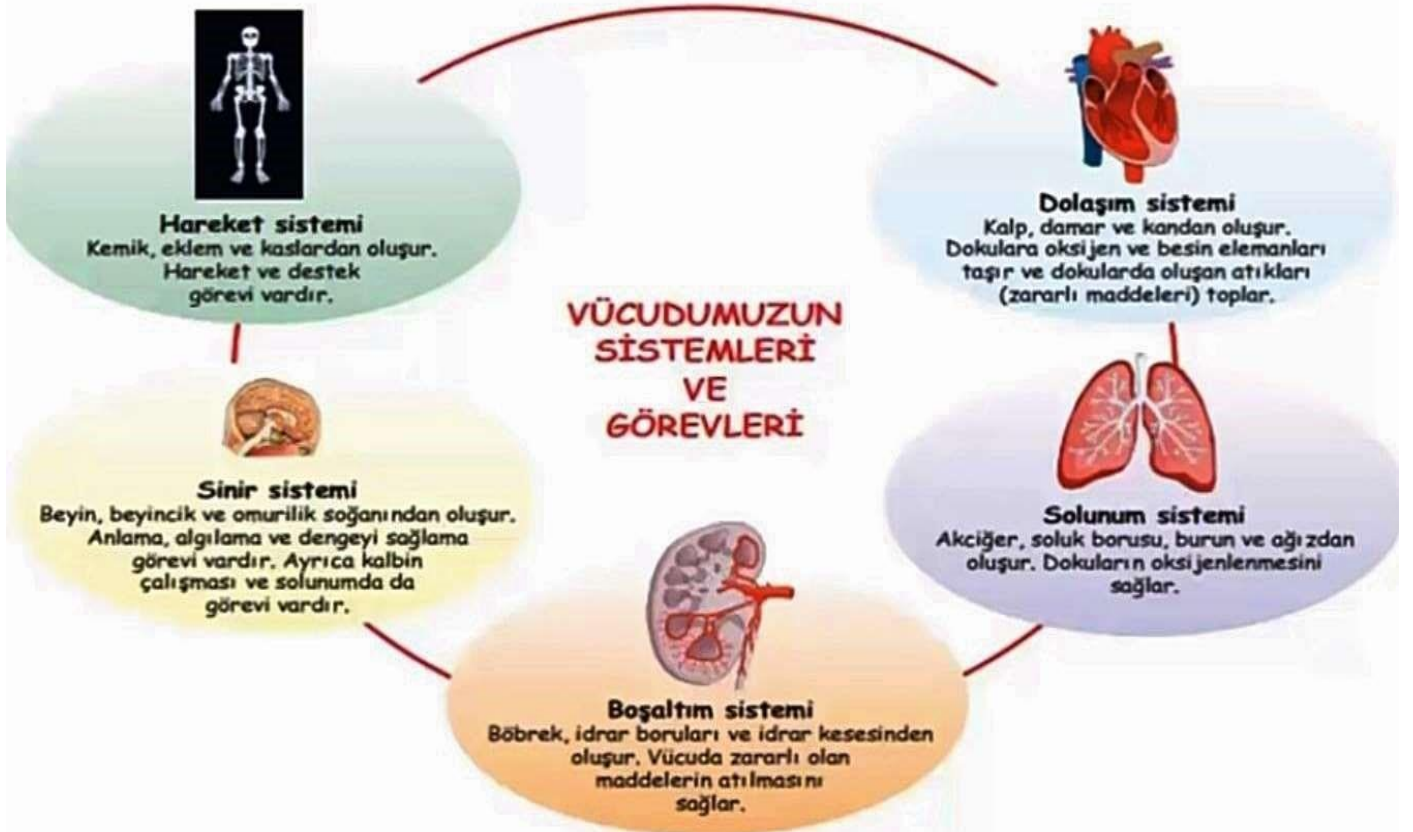 Hareket sistemi
Kemik, eklem ve kaslardan oluşur.
Hareket ve destek
görevi vardır.
Dolaşım sistemi
Kalp, damar ve kandan oluşur.
Dokulara oksijen ve besin elemanları
taşır ve dokularda oluşan atıkları
(zararlı maddeleri) toplar.
VÜCUDUMUZUN
SİSTEMLERİ
VE
GÖREVLERİ
Sinir sistemi
Beyin, beyincik ve omurilik soğanından oluşur.
Anlama, algılama ve dengeyi sağlama
görevi vardır. Ayrıca kalbin
çalışması ve solunumda da
görevi vardır.
Solunum sistemi
Akciğer, soluk borusu, burun ve ağızdan
oluşur. Dokuların oksijenlenmesini
sağlar.
Boşaltım sistemi
Böbrek, idrar boruları ve idrar kesesinden
oluşur. Vücuda zararlı olan
maddelerin atılmasını
sağlar.